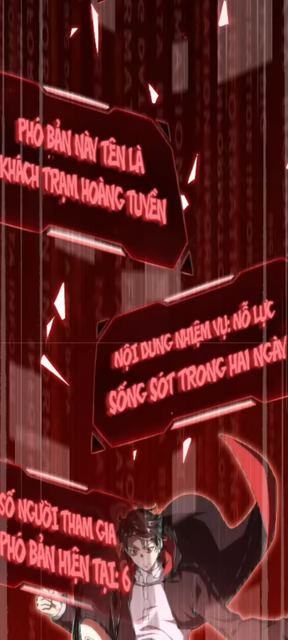 PHÓ BẢN NÀY TÊN LÀ
KHÁCH TRẠM HOÀNG TUYỀN
NỘI DUNG NHIỆM VỤ: NỖ LỰC
SỐNG SÓT TRONG HAI NGÀY
SỐ NGƯỜI THAM GIA
PHÓ BẢN HIỆN TẠI: 6